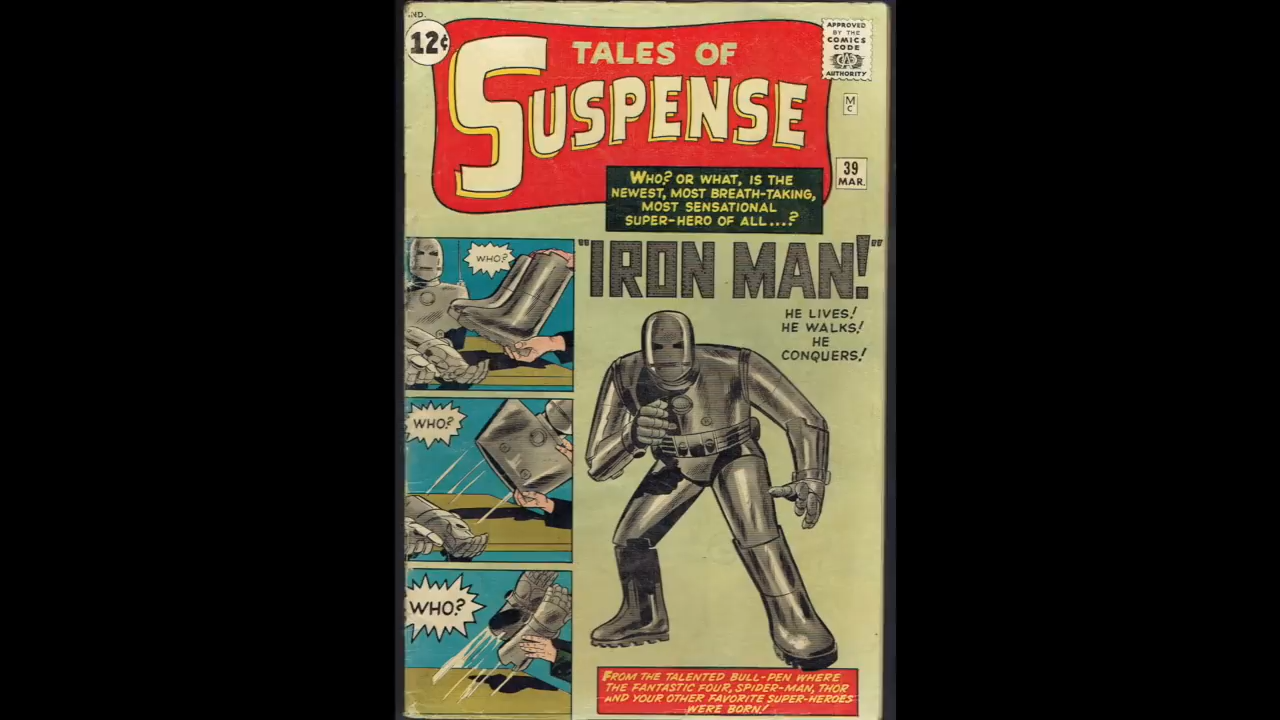 IND.
12¢
TALES OF
SUSPENSE
APPROVED
BY THE
COMICS
CODE
CA
AUTHORITY
M
C
39
MAR.
WHO? OR WHAT, IS THE
NEWEST, MOST BREATH-TAKING,
MOST SENSATIONAL
SUPER-HERO OF ALL...?
"IRON MAN!"
HE LIVES!
HE WALKS!
HE
CONQUERS!
WHO?
WHO?
WHO?
FROM THE TALENTED BULL-PEN WHERE
THE FANTASTIC FOUR, SPIDER-MAN, THOR
AND YOUR OTHER FAVORITE SUPER-HEROES
WERE BORN!